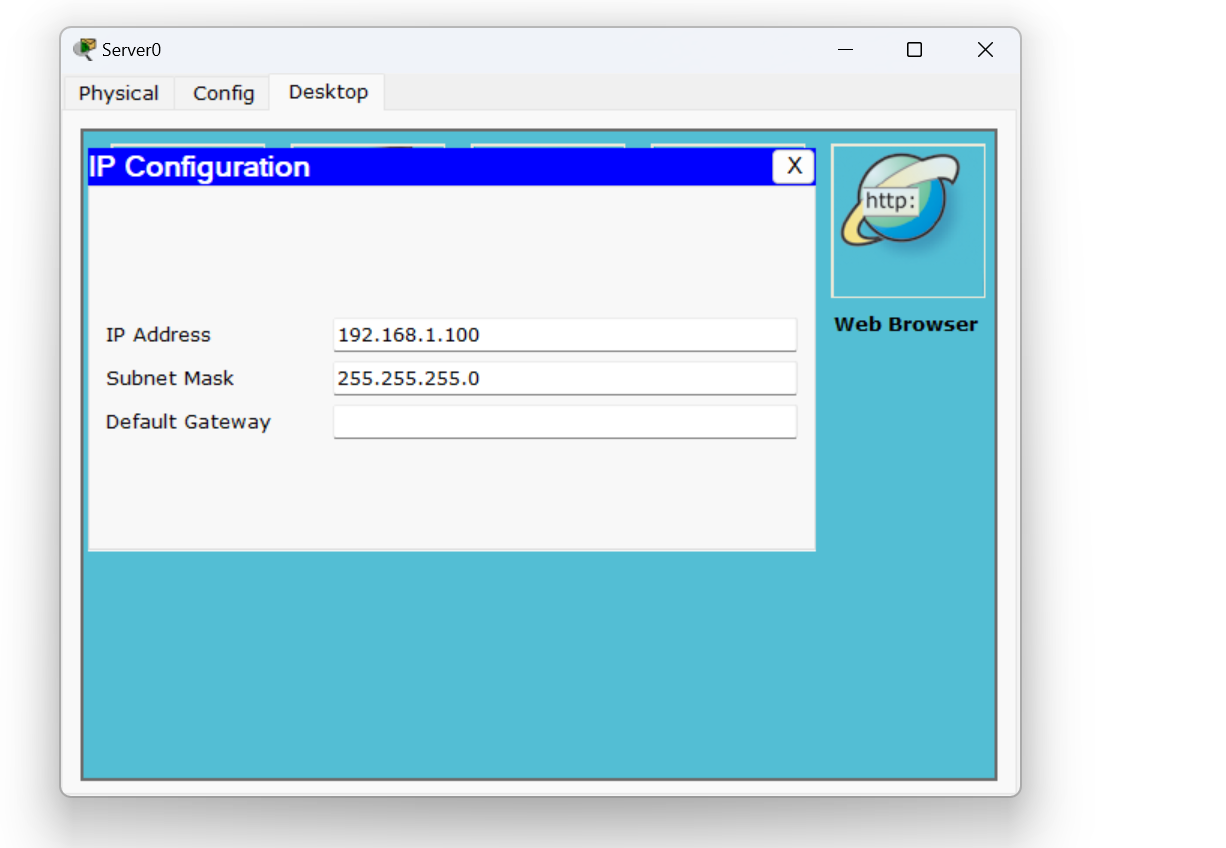 Server0
Physical Config Desktop
IP Configuration X
http:
IP Address 192.168.1.100
Web Browser
Subnet Mask 255.255.255.0
Default Gateway